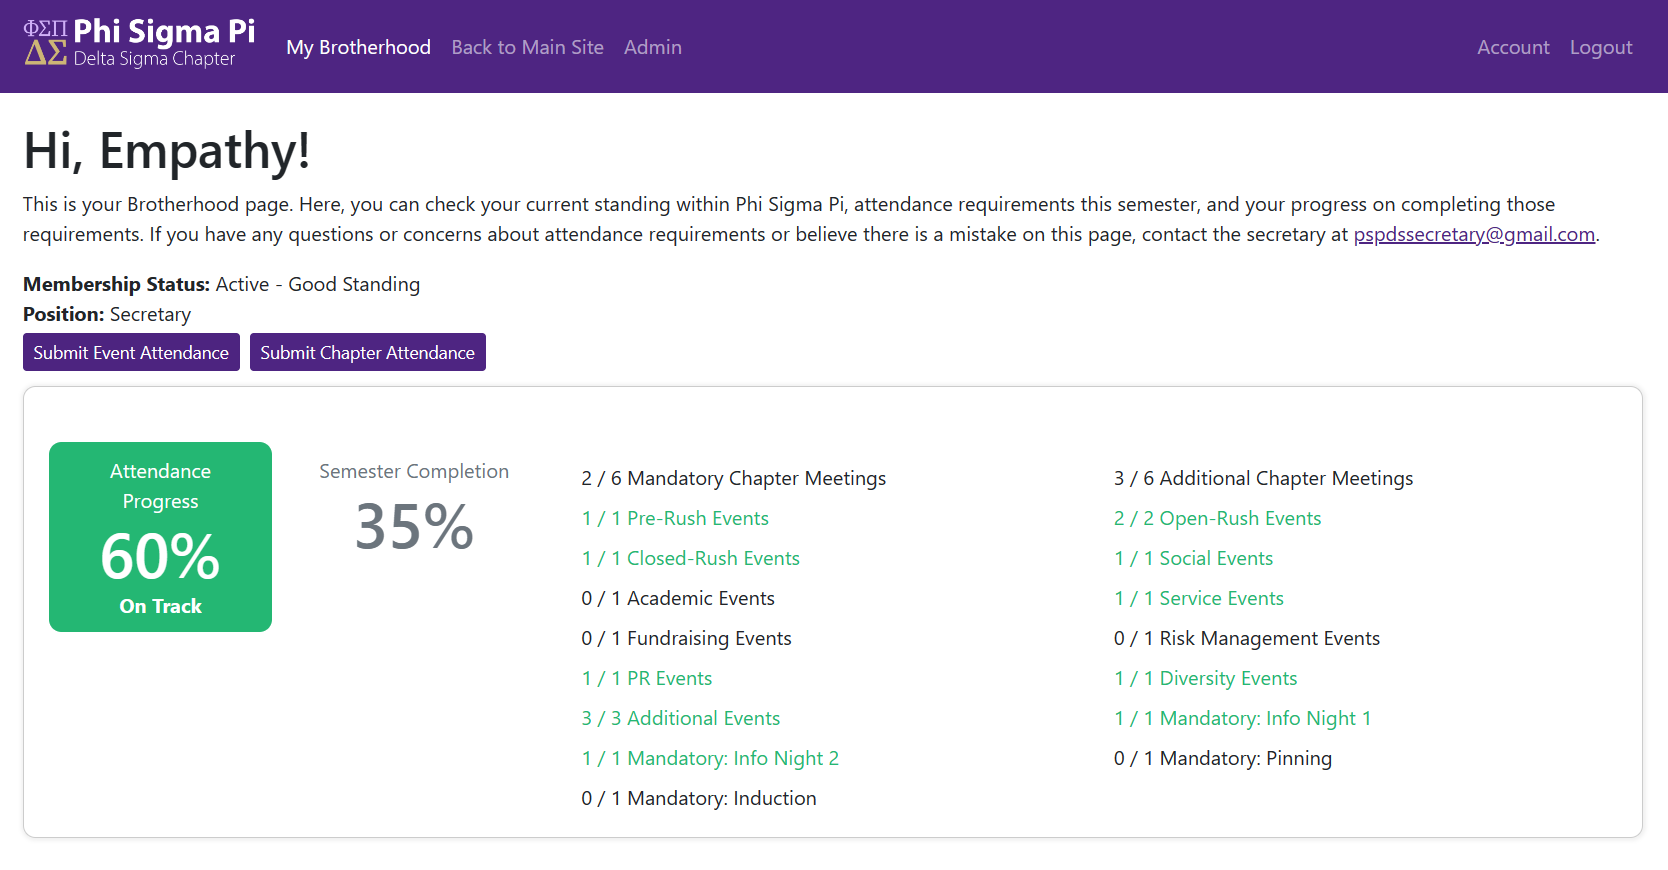 ΦΣΠ Phi Sigma Pi
ΔΣ Delta Sigma Chapter
My Brotherhood Back to Main Site Admin
Account Logout
Hi, Empathy!
This is your Brotherhood page. Here, you can check your current standing within Phi Sigma Pi, attendance requirements this semester, and your progress on completing those
requirements. If you have any questions or concerns about attendance requirements or believe there is a mistake on this page, contact the secretary at pspdssecretary@gmail.com.
Membership Status: Active - Good Standing
Position: Secretary
Submit Event Attendance
Submit Chapter Attendance
Attendance
Progress
60%
On Track
Semester Completion
35%
2 / 6 Mandatory Chapter Meetings
3 / 6 Additional Chapter Meetings
1 / 1 Pre-Rush Events
2 / 2 Open-Rush Events
1 / 1 Closed-Rush Events
1 / 1 Social Events
0 / 1 Academic Events
1 / 1 Service Events
0 / 1 Fundraising Events
0 / 1 Risk Management Events
1 / 1 PR Events
1 / 1 Diversity Events
3 / 3 Additional Events
1 / 1 Mandatory: Info Night 1
1 / 1 Mandatory: Info Night 2
0 / 1 Mandatory: Pinning
0 / 1 Mandatory: Induction